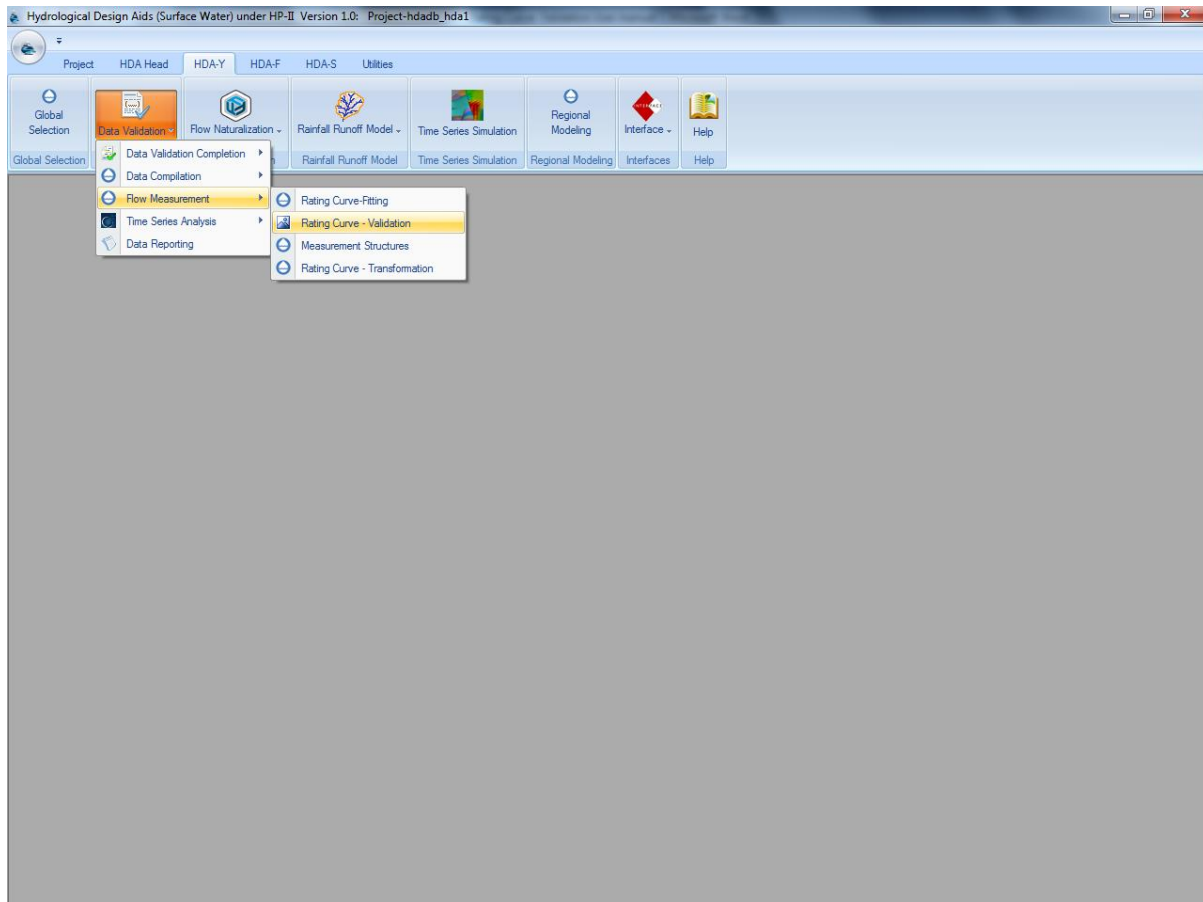 Hydrological Design Aids (Surface Water) under HP-II Version 1.0: Project-hdadb_hda1
Project HDA Head HDA-Y HDA-F HDA-S Utilities
Global Selection
Data Validation
Flow Naturalization
Rainfall Runoff Model
Time Series Simulation
Regional Modeling
Interface
Help
Global Selection
Rainfall Runoff Model
Time Series Simulation
Regional Modeling
Interfaces
Help
Data Validation Completion
Data Compilation
Flow Measurement
Time Series Analysis
Data Reporting
Rating Curve-Fitting
Rating Curve - Validation
Measurement Structures
Rating Curve - Transformation